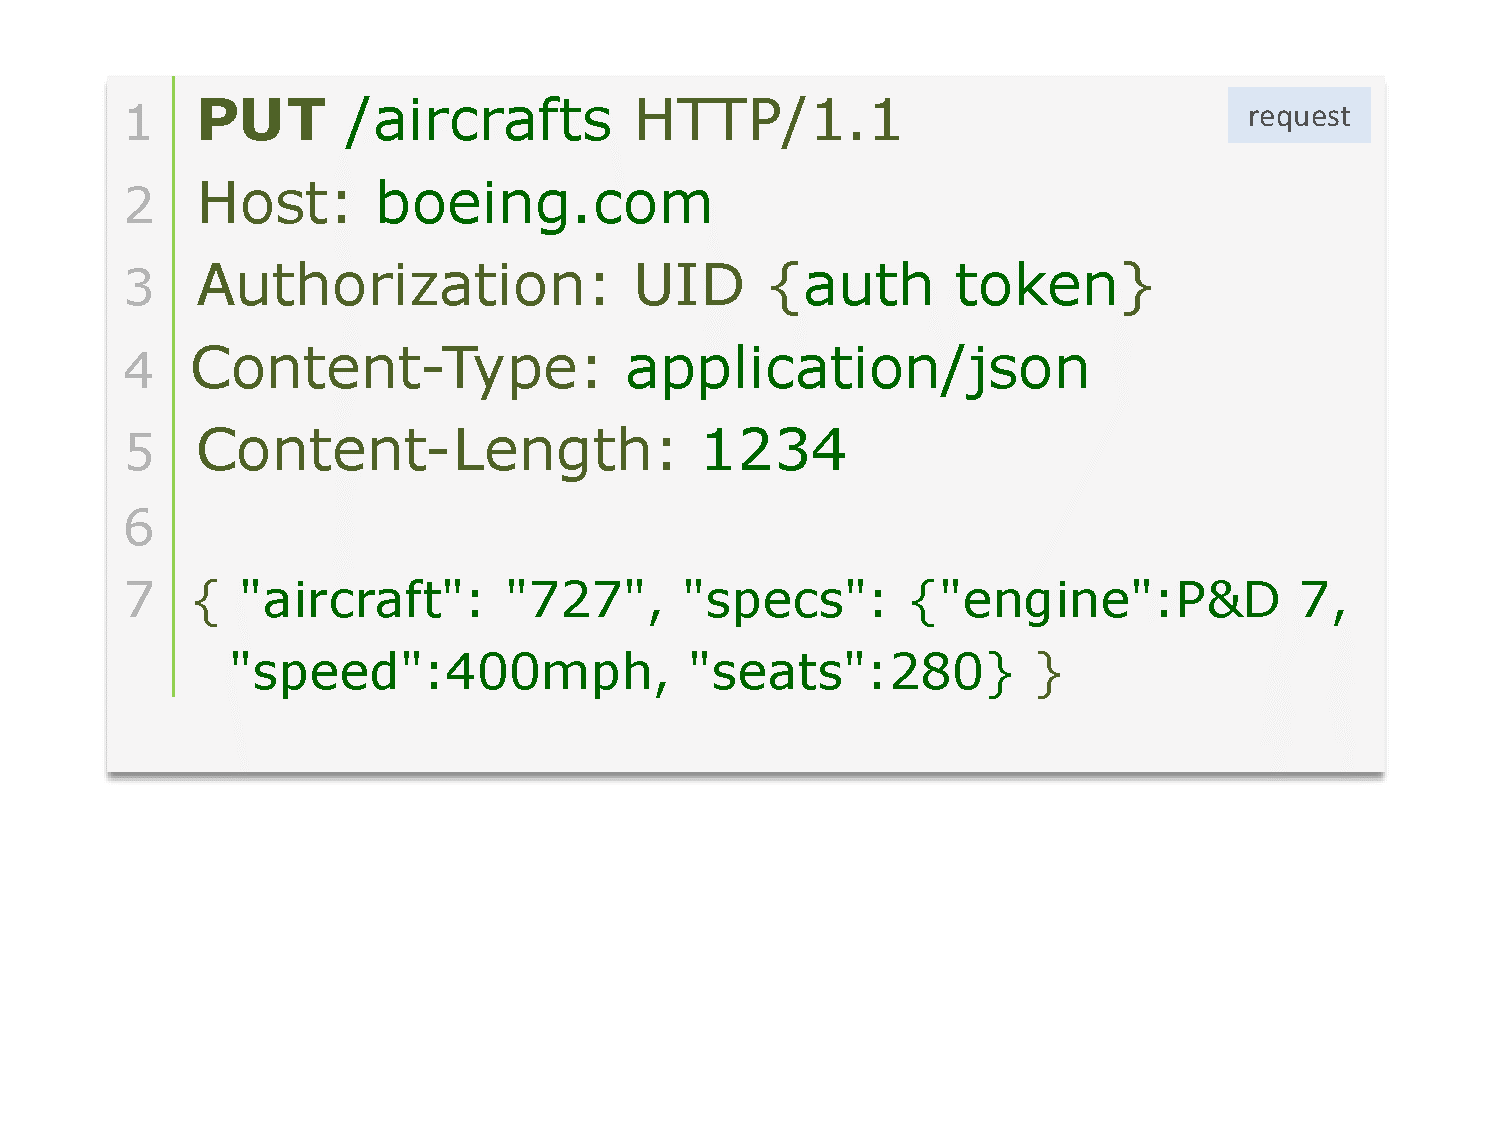 1 PUT /aircrafts HTTP/1.1 request
2 Host: boeing.com
3 Authorization: UID {auth token}
4 Content-Type: application/json
5 Content-Length: 1234
6
7 { "aircraft": "727", "specs": {"engine":P&D 7,
"speed":400mph, "seats":280} }